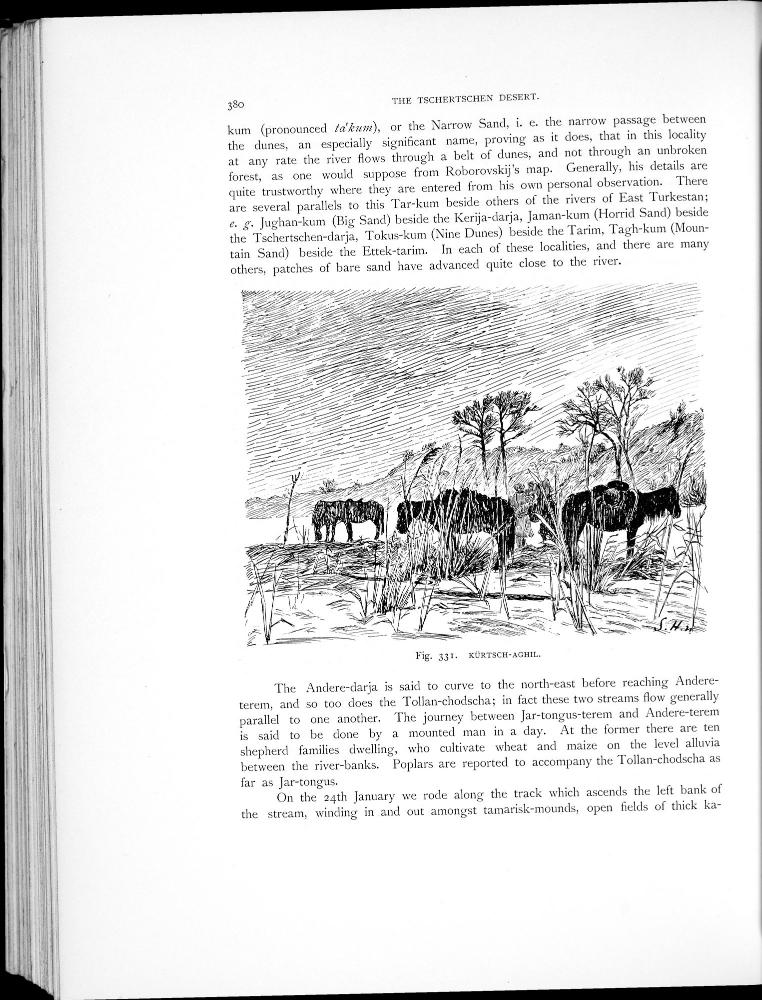 380
THE TSCHERTSCHEN DESERT.
kum (pronounced ta'kum), or the Narrow Sand, i. e. the narrow passage between
the dunes, an especially significant name, proving as it does, that in this locality
at any rate the river flows through a belt of dunes, and not through an unbroken
forest, as one would suppose from Roborovskij's map. Generally, his details are
quite trustworthy where they are entered from his own personal observation. There
are several parallels to this Tar-kum beside others of the rivers of East Turkestan;
e. g. Jughan-kum (Big Sand) beside the Kerija-darja, Jaman-kum (Horrid Sand) beside
the Tschertschen-darja, Tokus-kum (Nine Dunes) beside the Tarim, Tagh-kum (Moun-
tain Sand) beside the Ettek-tarim. In each of these localities, and there are many
others, patches of bare sand have advanced quite close to the river.
S. H.
Fig. 331. KÜRTSCH-AGHIL.
The Andere-darja is said to curve to the north-east before reaching Andere-
terem, and so too does the Tollan-chodscha; in fact these two streams flow generally
parallel to one another. The journey between Jar-tongus-terem and Andere-terem
is said to be done by a mounted man in a day. At the former there are ten
shepherd families dwelling, who cultivate wheat and maize on the level alluvia
between the river-banks. Poplars are reported to accompany the Tollan-chodscha as
far as Jar-tongus.
On the 24th January we rode along the track which ascends the left bank of
the stream, winding in and out amongst tamarisk-mounds, open fields of thick ka-